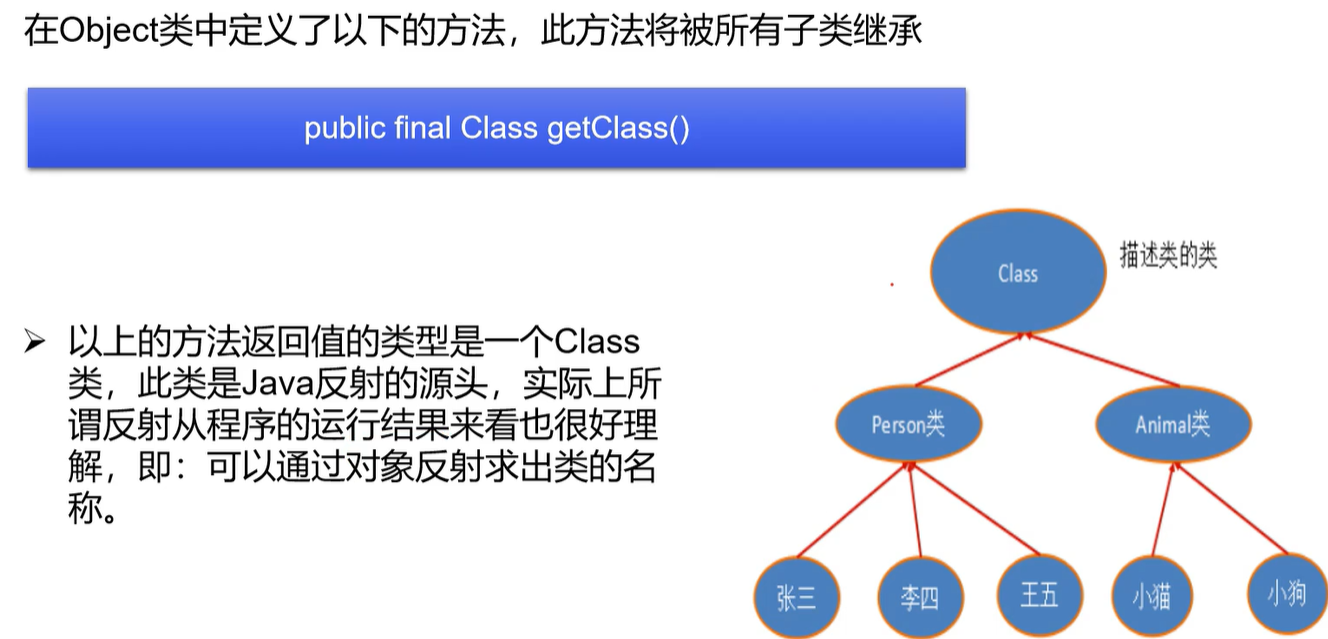 在Object类中定义了以下的方法，此方法将被所有子类继承
public final Class getClass()
Class
描述类的类
以上的方法返回值的类型是一个Class
类，此类是Java反射的源头，实际上所
谓反射从程序的运行结果来看也很好理
解，即：可以通过对象反射求出类的名
称。
Person类
Animal类
张三
李四
王五
小猫
小狗